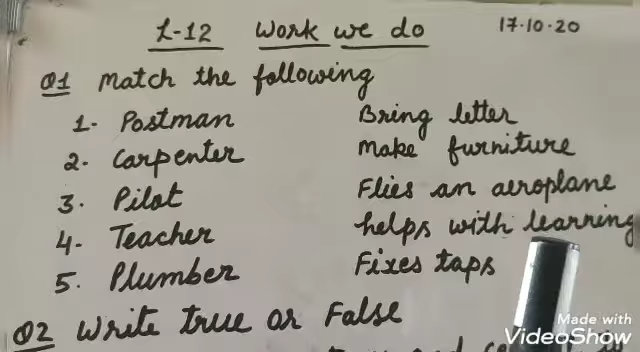 L-12 Work we do 17.10.20
Q1 Match the following
1- Postman Bring letter
2- Carpenter Make furniture
3. Pilot Flies an aeroplane
4- Teacher helps with learning
5. Plumber Fixes taps
Q2 Write true or False
Made with
VideoShow